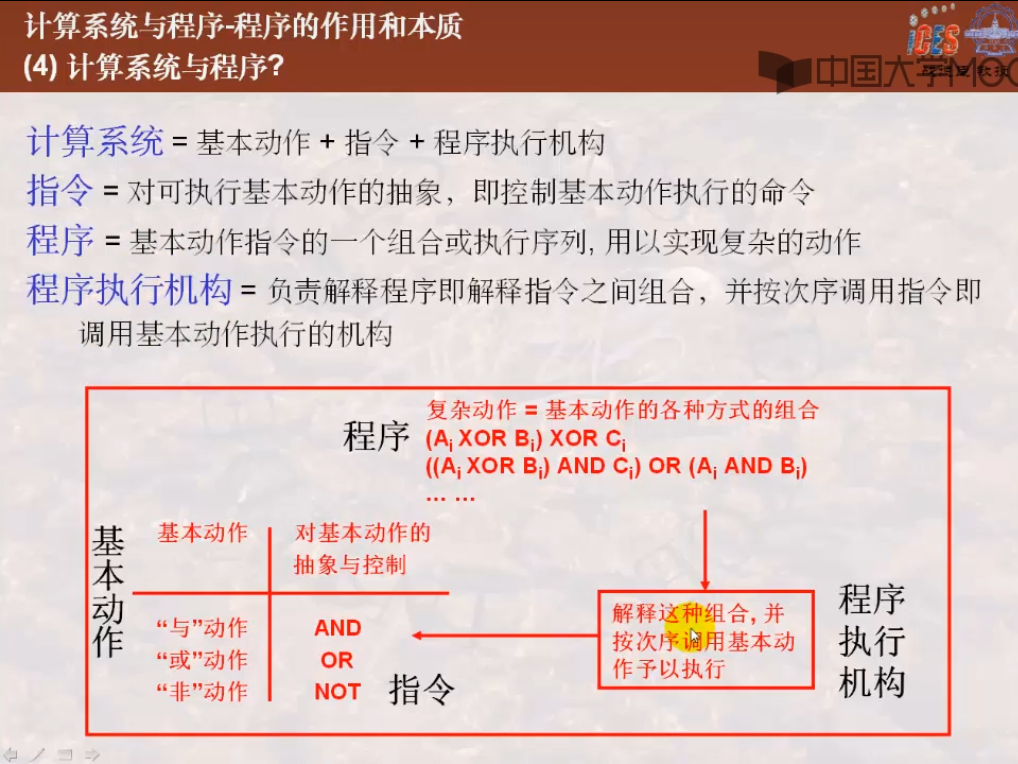 计算系统与程序-程序的作用和本质
(4) 计算系统与程序?
中国大学MOO
计算系统 = 基本动作 + 指令 + 程序执行机构
指令 = 对可执行基本动作的抽象，即控制基本动作执行的命令
程序 = 基本动作指令的一个组合或执行序列, 用以实现复杂的动作
程序执行机构 = 负责解释程序即解释指令之间组合，并按次序调用指令即
调用基本动作执行的机构
程序
复杂动作 = 基本动作的各种方式的组合
(Ai XOR Bi) XOR Ci
((Ai XOR Bi) AND Ci) OR (Ai AND Bi)
... ...
基本动作
基本动作
对基本动作的
抽象与控制
“与”动作 AND
“或”动作 OR
“非”动作 NOT
指令
解释这种组合, 并
按次序调用基本动
作予以执行
程序
执行
机构